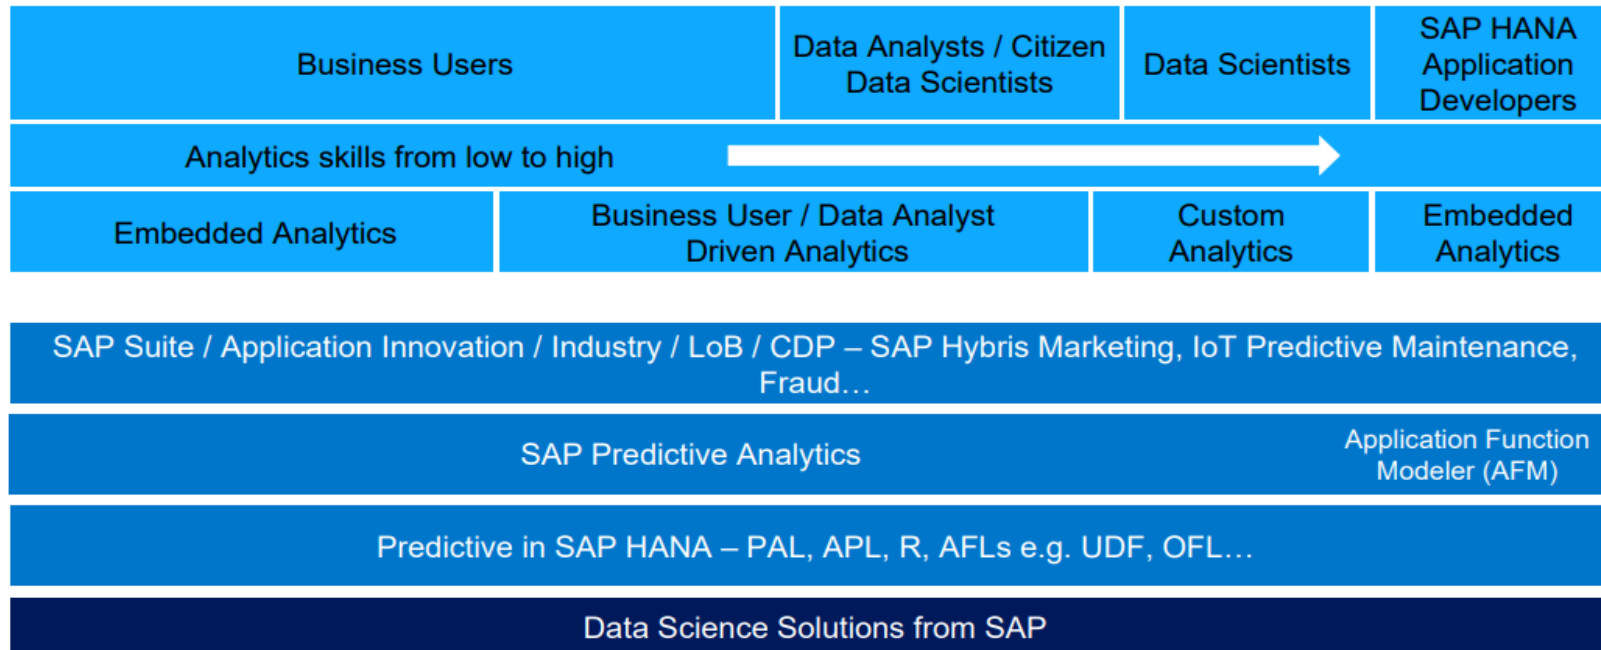 Business Users
Data Analysts / Citizen
Data Scientists
Data Scientists
SAP HANA
Application
Developers
Analytics skills from low to high
Embedded Analytics
Business User / Data Analyst
Driven Analytics
Custom
Analytics
Embedded
Analytics
SAP Suite / Application Innovation / Industry / LoB / CDP – SAP Hybris Marketing, IoT Predictive Maintenance,
Fraud…
SAP Predictive Analytics
Application Function
Modeler (AFM)
Predictive in SAP HANA – PAL, APL, R, AFLs e.g. UDF, OFL…
Data Science Solutions from SAP